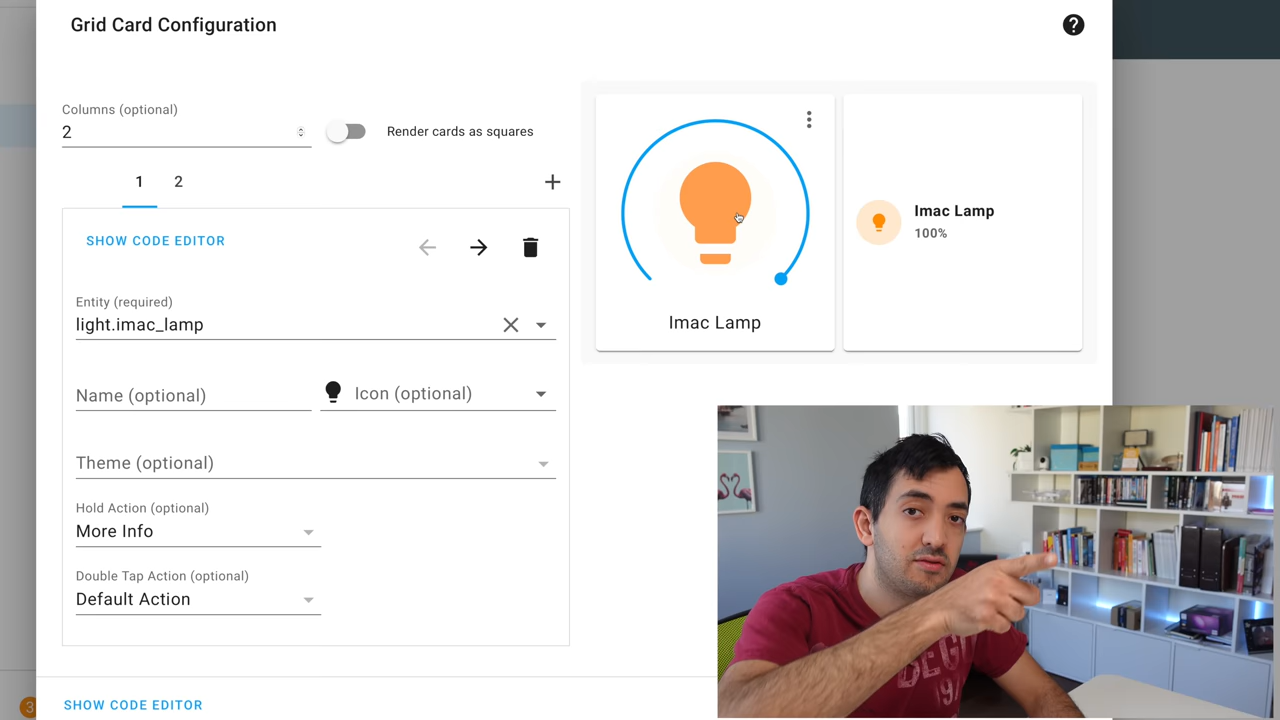 Grid Card Configuration
Columns (optional)
2
Render cards as squares
1
2
SHOW CODE EDITOR
Entity (required)
light.imac_lamp
Name (optional)
Icon (optional)
Theme (optional)
Hold Action (optional)
More Info
Double Tap Action (optional)
Default Action
SHOW CODE EDITOR
3
Imac Lamp
Imac Lamp
100%